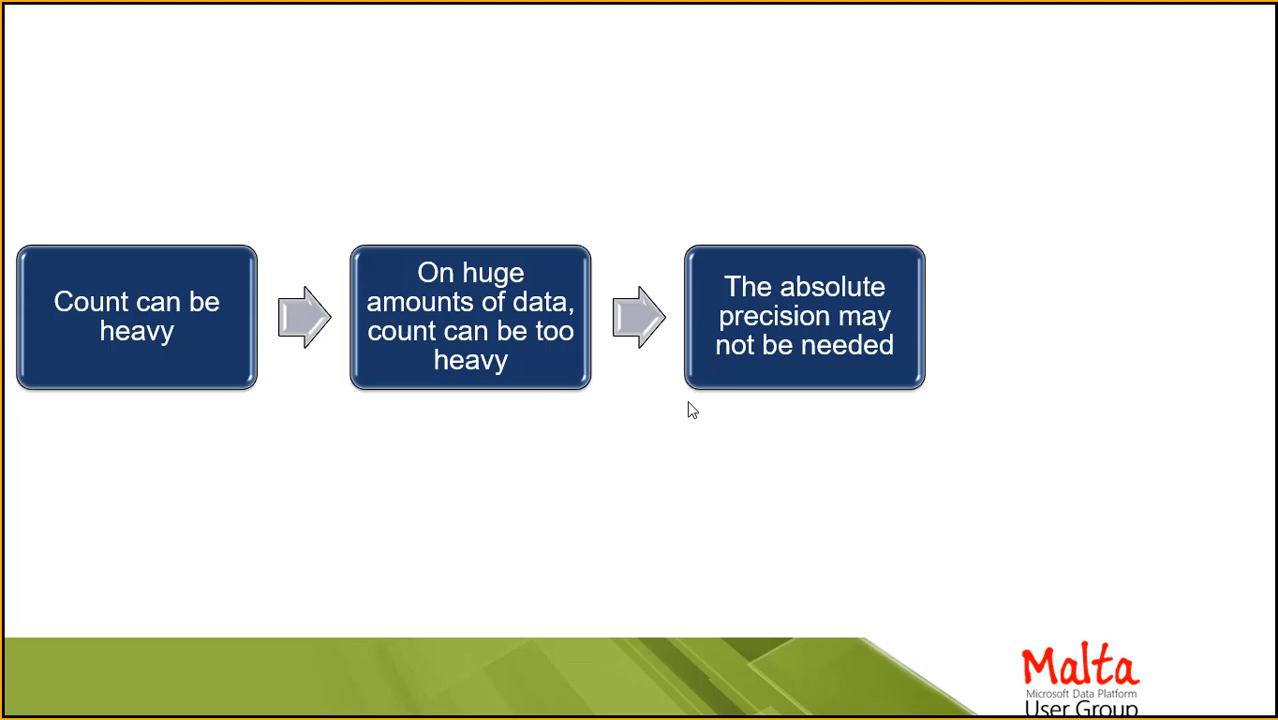 Count can be
heavy
On huge
amounts of data,
count can be too
heavy
The absolute
precision may
not be needed
Malta
Microsoft Data Platform
User Group